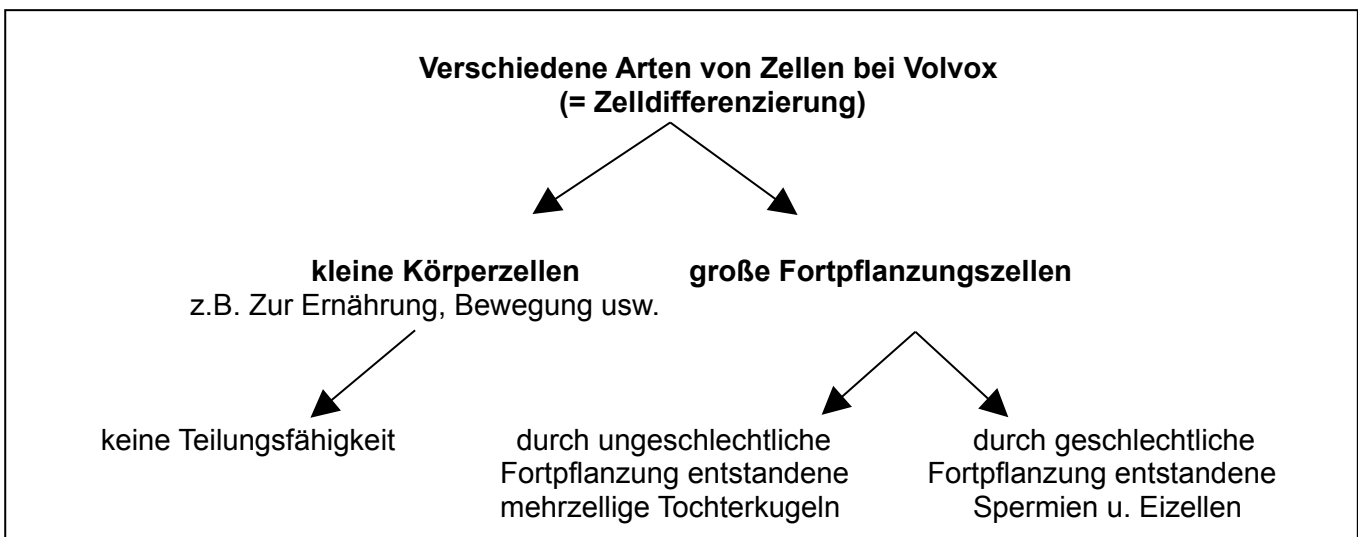 Verschiedene Arten von Zellen bei Volvox
(= Zelldifferenzierung)
kleine Körperzellen
z.B. Zur Ernährung, Bewegung usw.
große Fortpflanzungszellen
keine Teilungsfähigkeit
durch ungeschlechtliche
Fortpflanzung entstandene
mehrzellige Tochterkugeln
durch geschlechtliche
Fortpflanzung entstandene
Spermien u. Eizellen